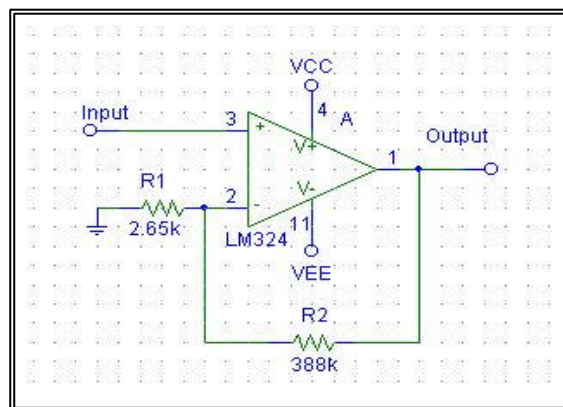 VCC
4
A
Input
3
+
V+
Output
1
R1
2
-
V-
2.65k
LM324
11
VEE
R2
388k